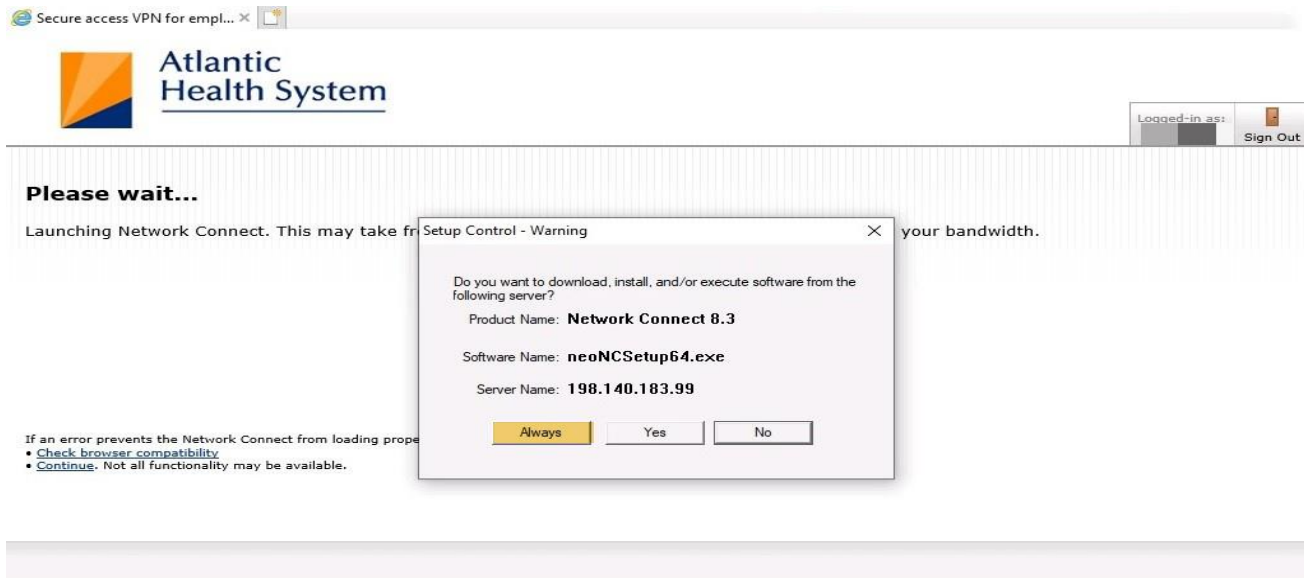 Secure access VPN for empl...
Atlantic
Health System
Logged-in as:
Sign Out
Please wait...
Launching Network Connect. This may take fr
your bandwidth.
Setup Control - Warning
Do you want to download, install, and/or execute software from the
following server?
Product Name: Network Connect 8.3
Software Name: neoNCSetup64.exe
Server Name: 198.140.183.99
Always Yes No
If an error prevents the Network Connect from loading prope
• Check browser compatibility
• Continue. Not all functionality may be available.